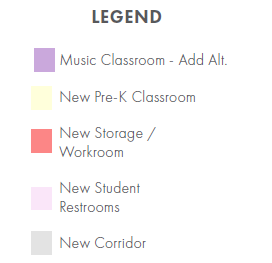 LEGEND
Music Classroom - Add Alt.
New Pre-K Classroom
New Storage /
Workroom
New Student
Restrooms
New Corridor